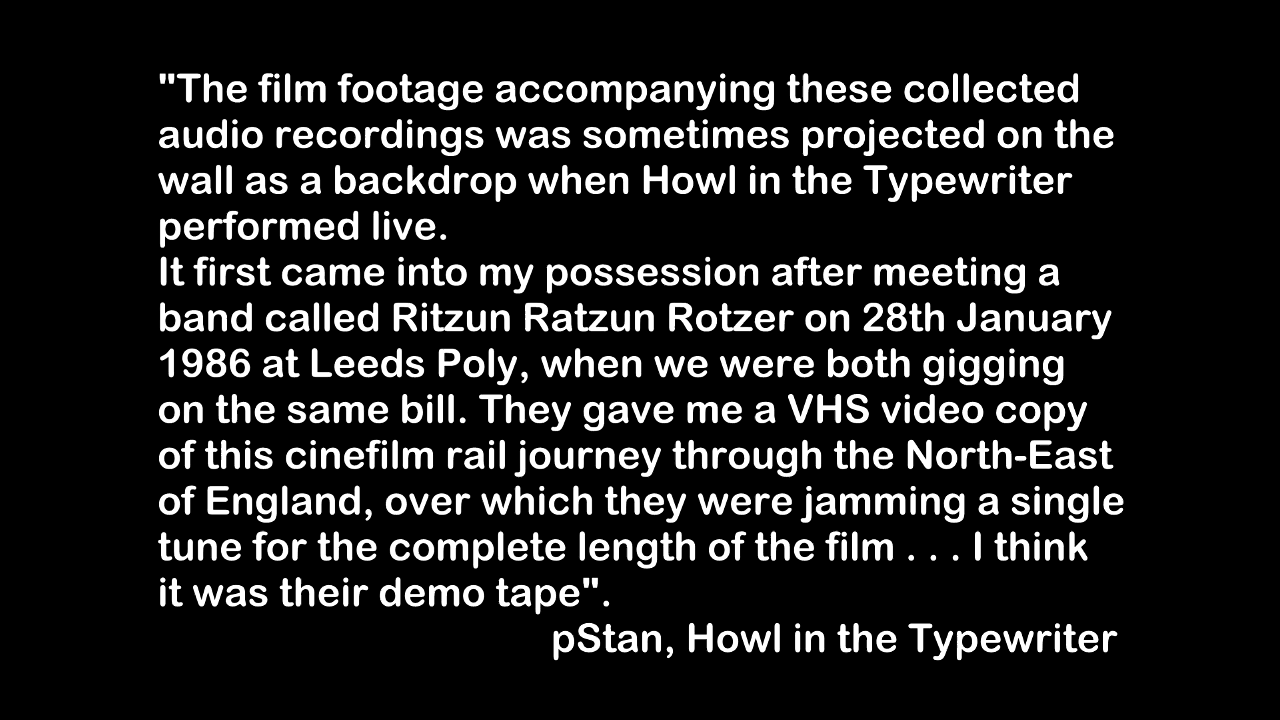 "The film footage accompanying these collected
audio recordings was sometimes projected on the
wall as a backdrop when Howl in the Typewriter
performed live.
It first came into my possession after meeting a
band called Ritzun Ratzun Rotzer on 28th January
1986 at Leeds Poly, when we were both gigging
on the same bill. They gave me a VHS video copy
of this cinefilm rail journey through the North-East
of England, over which they were jamming a single
tune for the complete length of the film . . . I think
it was their demo tape".
pStan, Howl in the Typewriter